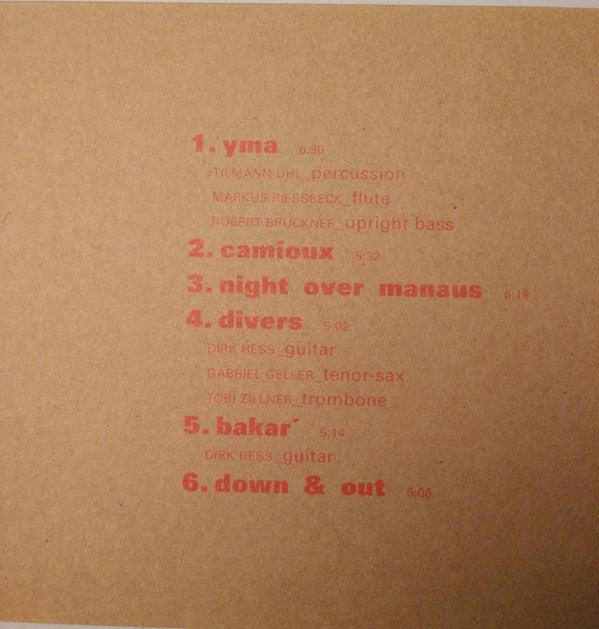 1. yma 6:30
TILMANN UHL_percussion
MARKUS RIESSBECK_flute
ROBERT BRUCKNER_upright bass
2. camioux 5:32
3. night over manaus 6:19
4. divers 5:02
DIRK HESS_guitar
GABRIEL GELLER_tenor-sax
TOBI ZILLNER_trombone
5. bakar´ 5:14
DIRK HESS_guitar
6. down & out 6:06